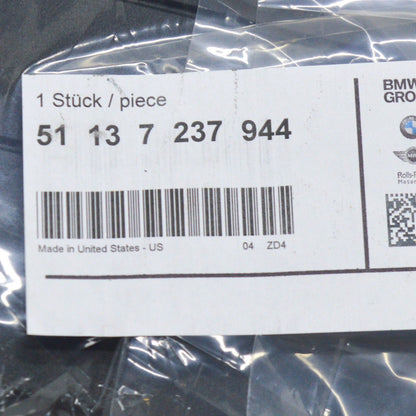 1 Stück / piece
51 13 7 237 944
Made in United States - US 04 ZD4
BMW
GRO
Rolls-R